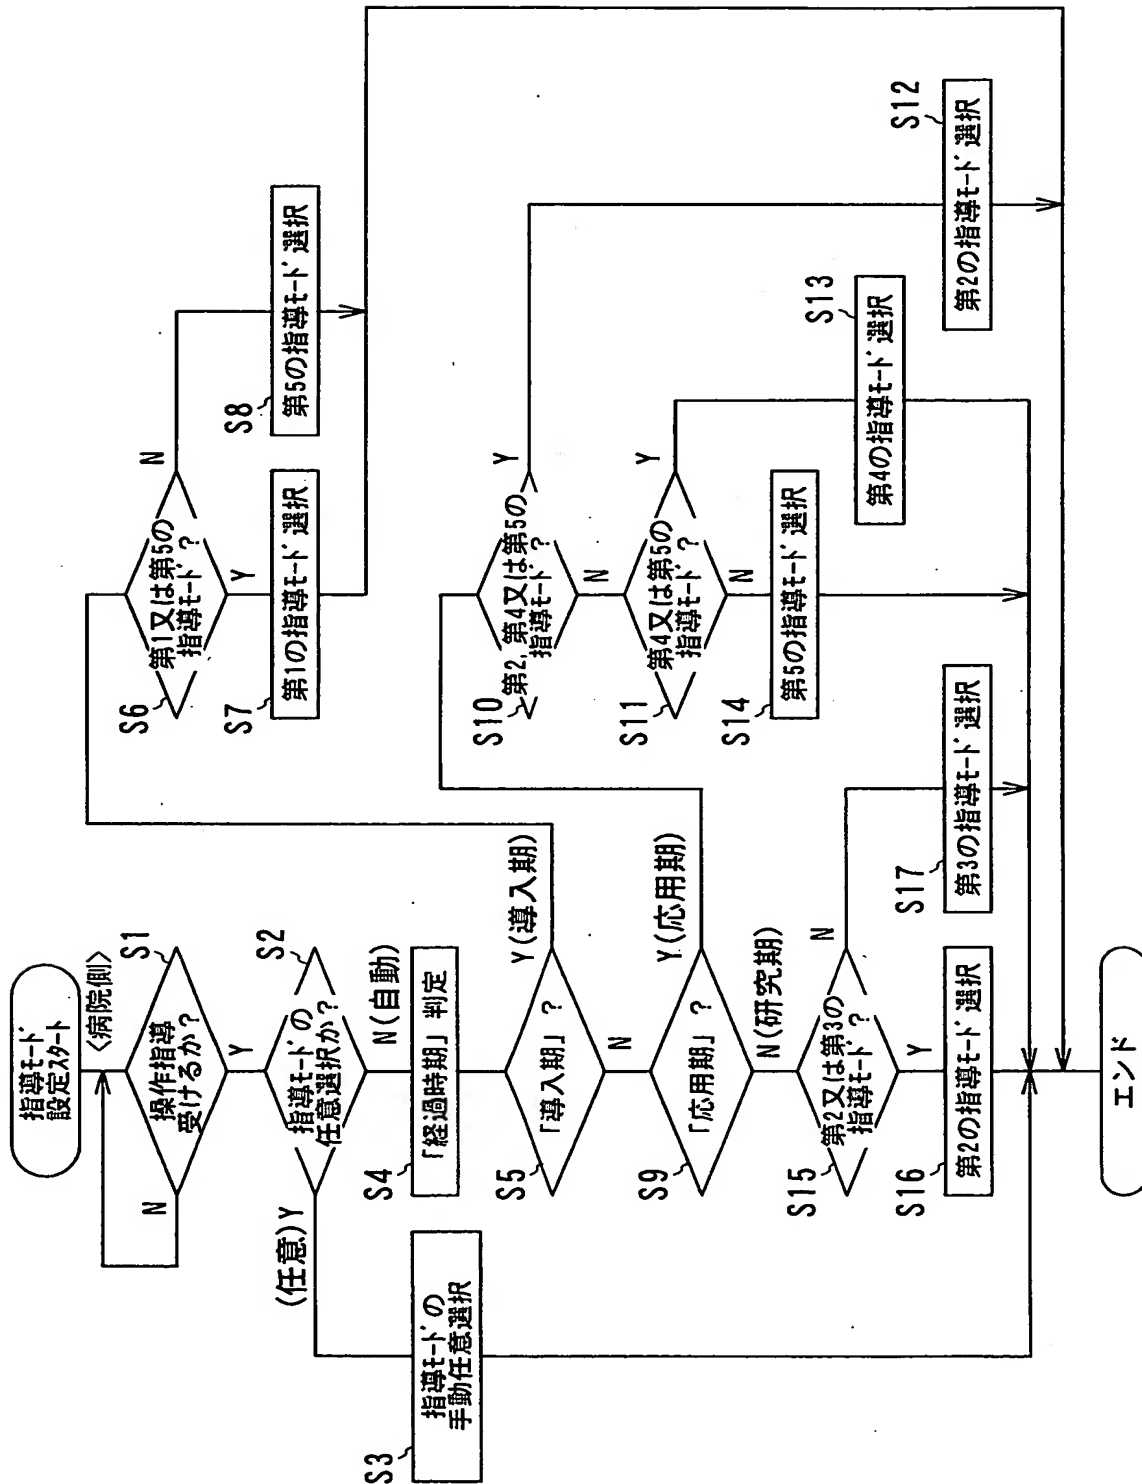 指導モード
設定スタート
<病院側>
S1
操作指導
受けるか？
N
Y
S2
指導モードの
任意選択か？
(任意)Y
N(自動)
S3
指導モードの
手動任意選択
S4
「経過時期」判定
S5
「導入期」？
Y(導入期)
N
S6
第1又は第5の
指導モード？
N
Y
S7
第1の指導モード選択
S8
第5の指導モード選択
S9
「応用期」？
Y(応用期)
N(研究期)
S10
第2,第4又は第5の
指導モード？
Y
N
S11
第4又は第5の
指導モード？
Y
N
S12
第2の指導モード選択
S13
第4の指導モード選択
S14
第5の指導モード選択
S15
第2又は第3の
指導モード？
N
Y
S16
第2の指導モード選択
S17
第3の指導モード選択
エンド